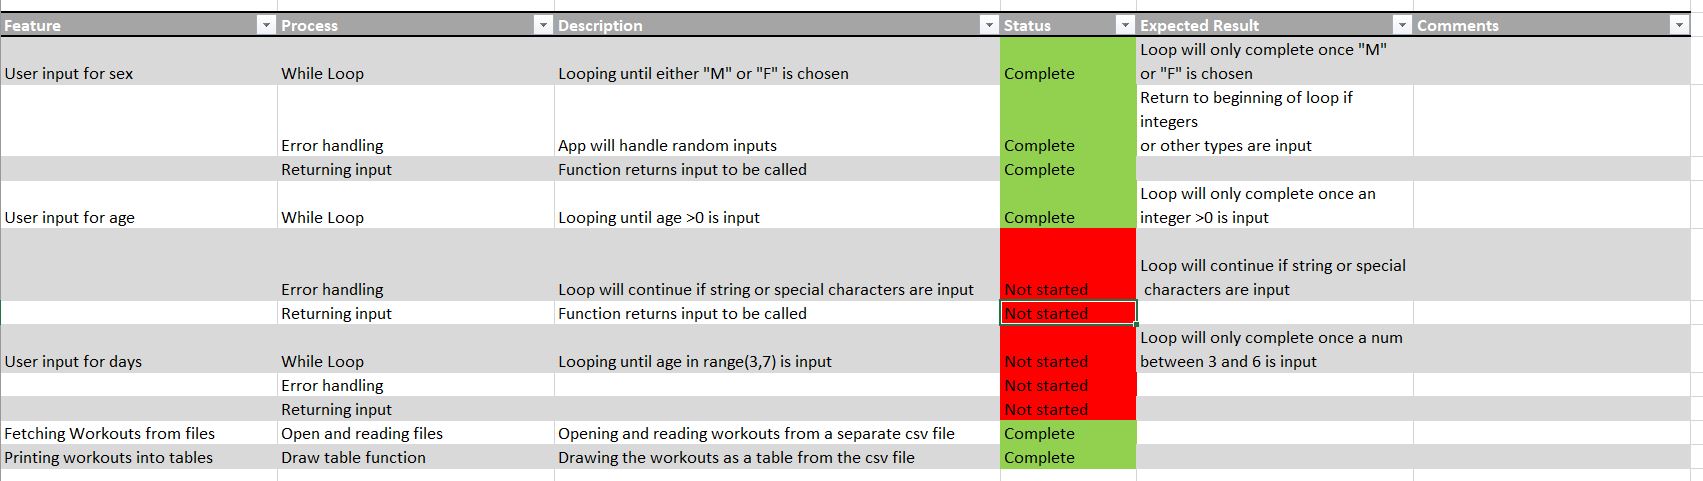 Feature Process Description Status Expected Result Comments
Loop will only complete once "M"
User input for sex While Loop Looping until either "M" or "F" is chosen Complete or "F" is chosen
Return to beginning of loop if
integers
Error handling App will handle random inputs Complete or other types are input
Returning input Function returns input to be called Complete
Loop will only complete once an
User input for age While Loop Looping until age >0 is input Complete integer >0 is input
Loop will continue if string or special
Error handling Loop will continue if string or special characters are input Not started characters are input
Returning input Function returns input to be called Not started
Loop will only complete once a num
User input for days While Loop Looping until age in range(3,7) is input Not started between 3 and 6 is input
Error handling Not started
Returning input Not started
Fetching Workouts from files Open and reading files Opening and reading workouts from a separate csv file Complete
Printing workouts into tables Draw table function Drawing the workouts as a table from the csv file Complete